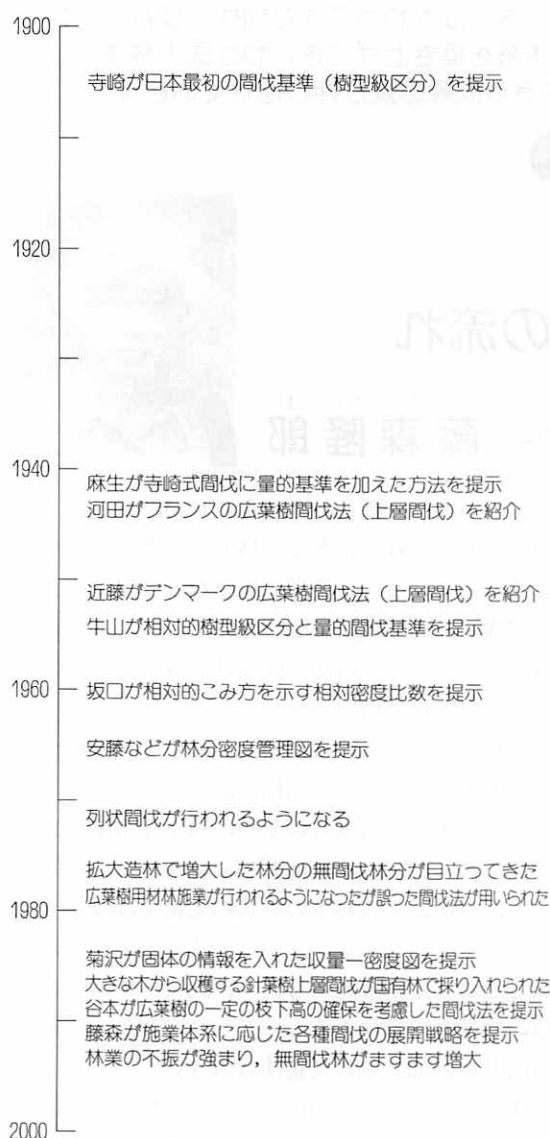 1900
寺崎が日本最初の間伐基準（樹型級区分）を提示
1920
の流れ
藤森隆郎
1940
麻生が寺崎式間伐に量的基準を加えた方法を提示
河田がフランスの広葉樹間伐法（上層間伐）を紹介
近藤がデンマークの広葉樹間伐法（上層間伐）を紹介
牛山が相対的樹型級区分と量的間伐基準を提示
1960
坂口が相対的こみ方を示す相対密度比数を提示
安藤などが林分密度管理図を提示
列状間伐が行われるようになる
拡大造林で増大した林分の無間伐林分が目立ってきた
広葉樹用材林施業が行われるようになったが誤った間伐法が用いられた
1980
菊沢が固体の情報を入れた収量ー密度図を提示
大きな木から収穫する針葉樹上層間伐が国有林で採り入れられた
谷本が広葉樹の一定の枝下高の確保を考慮した間伐法を提示
藤森が施業体系に応じた各種間伐の展開戦略を提示
林業の不振が強まり，無間伐林がますます増大
2000